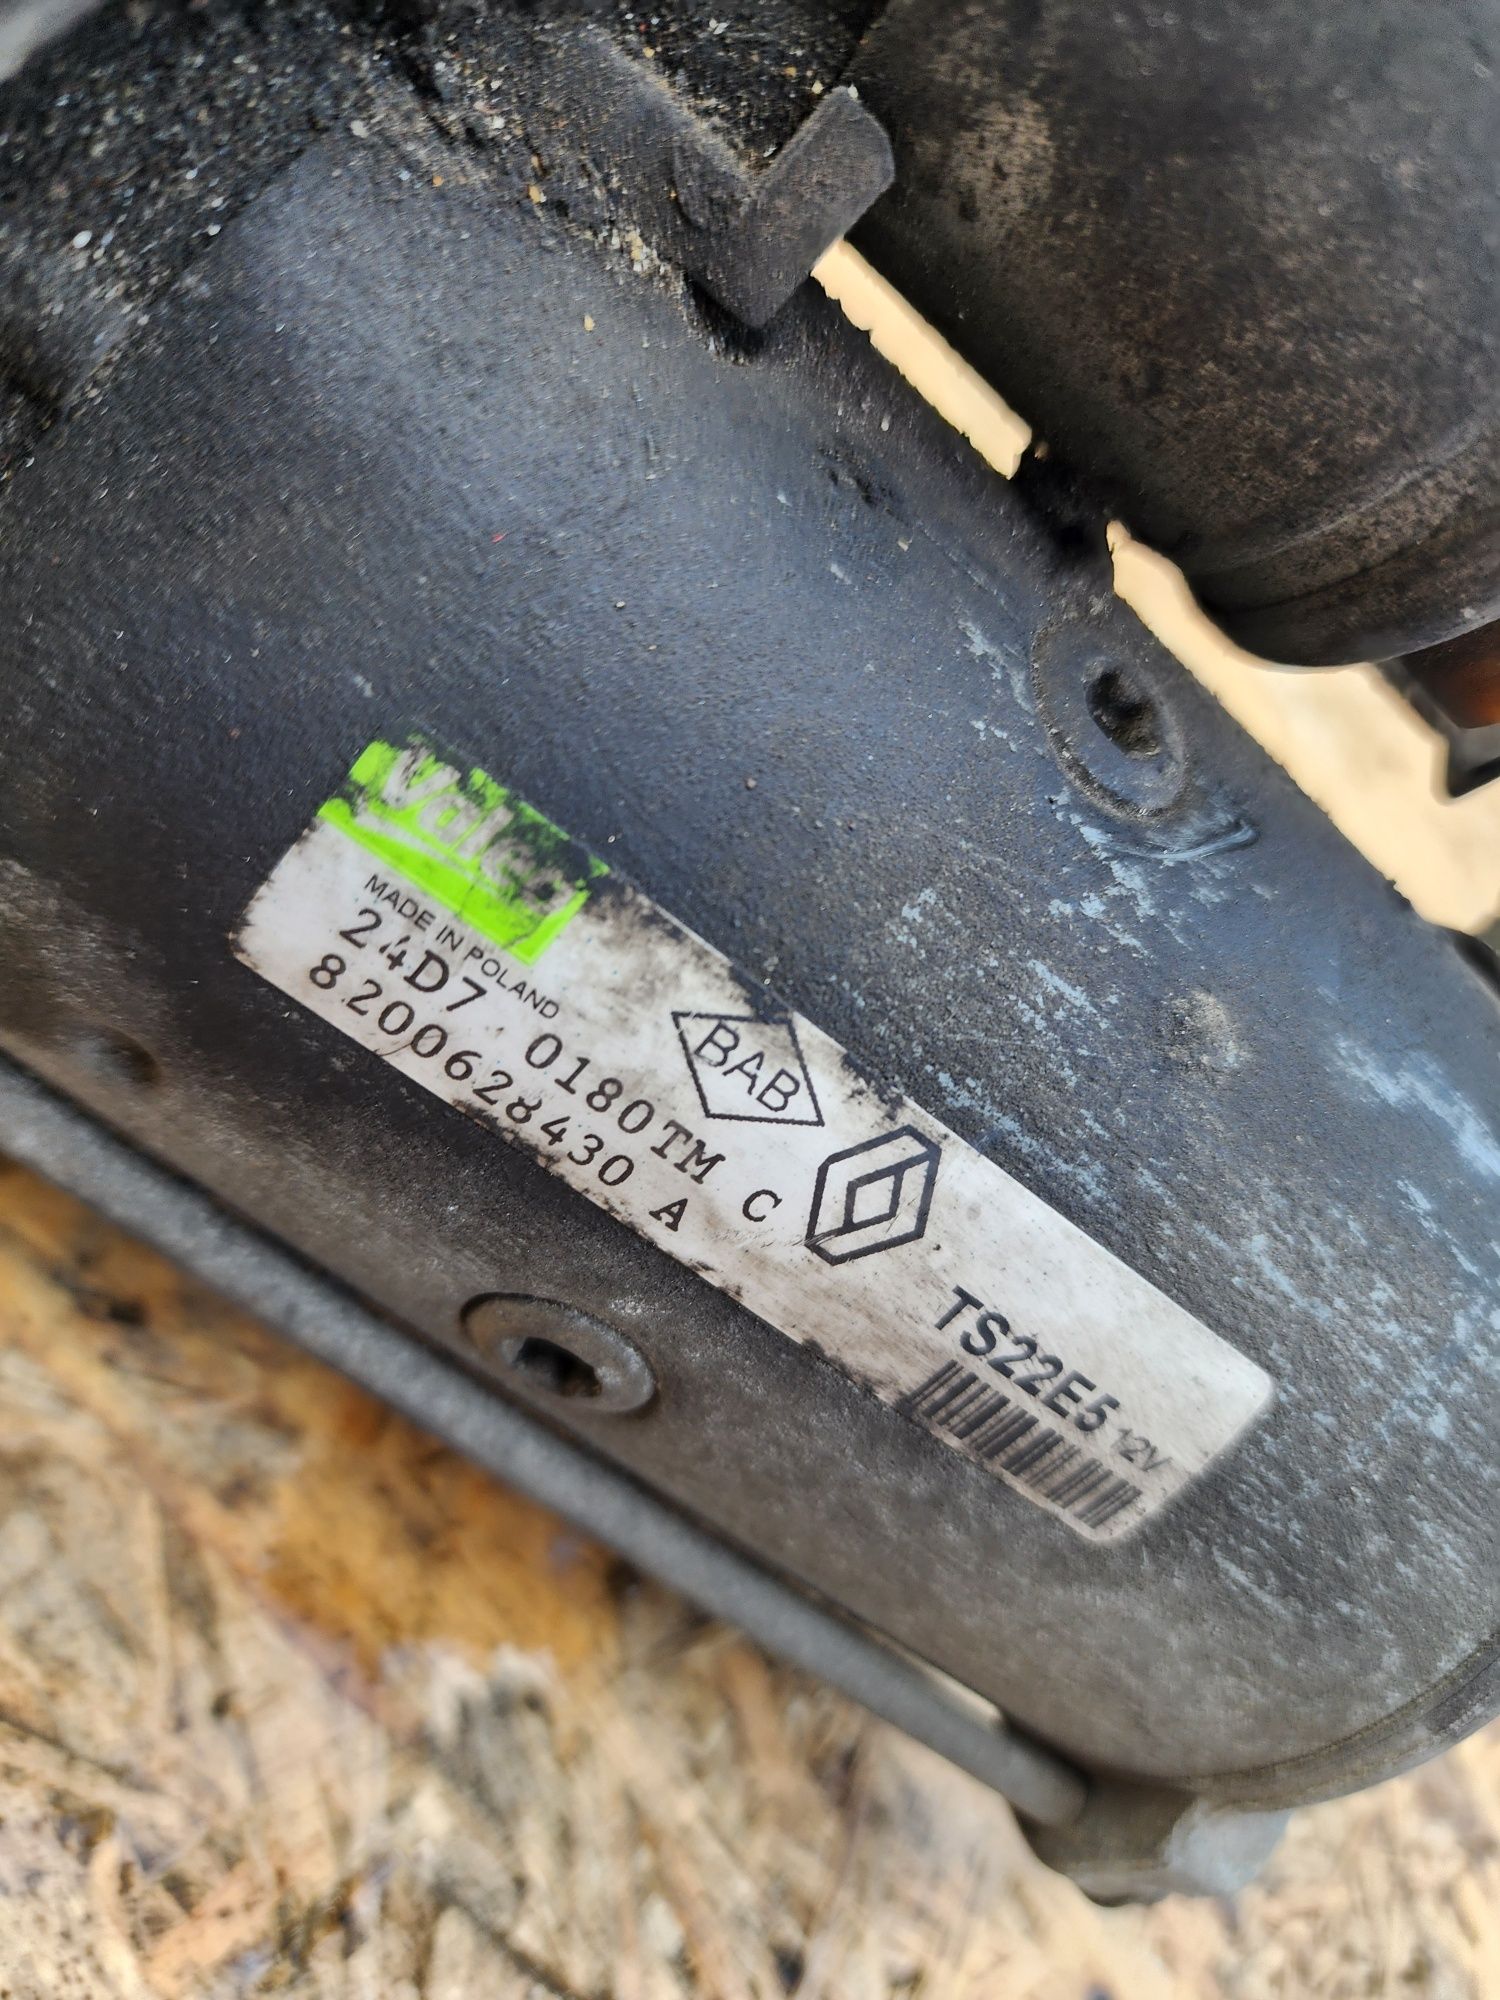 Valeo
MADE IN POLAND
24D7 0180TM C
8200628430 A
BAB
TS22E5 12V